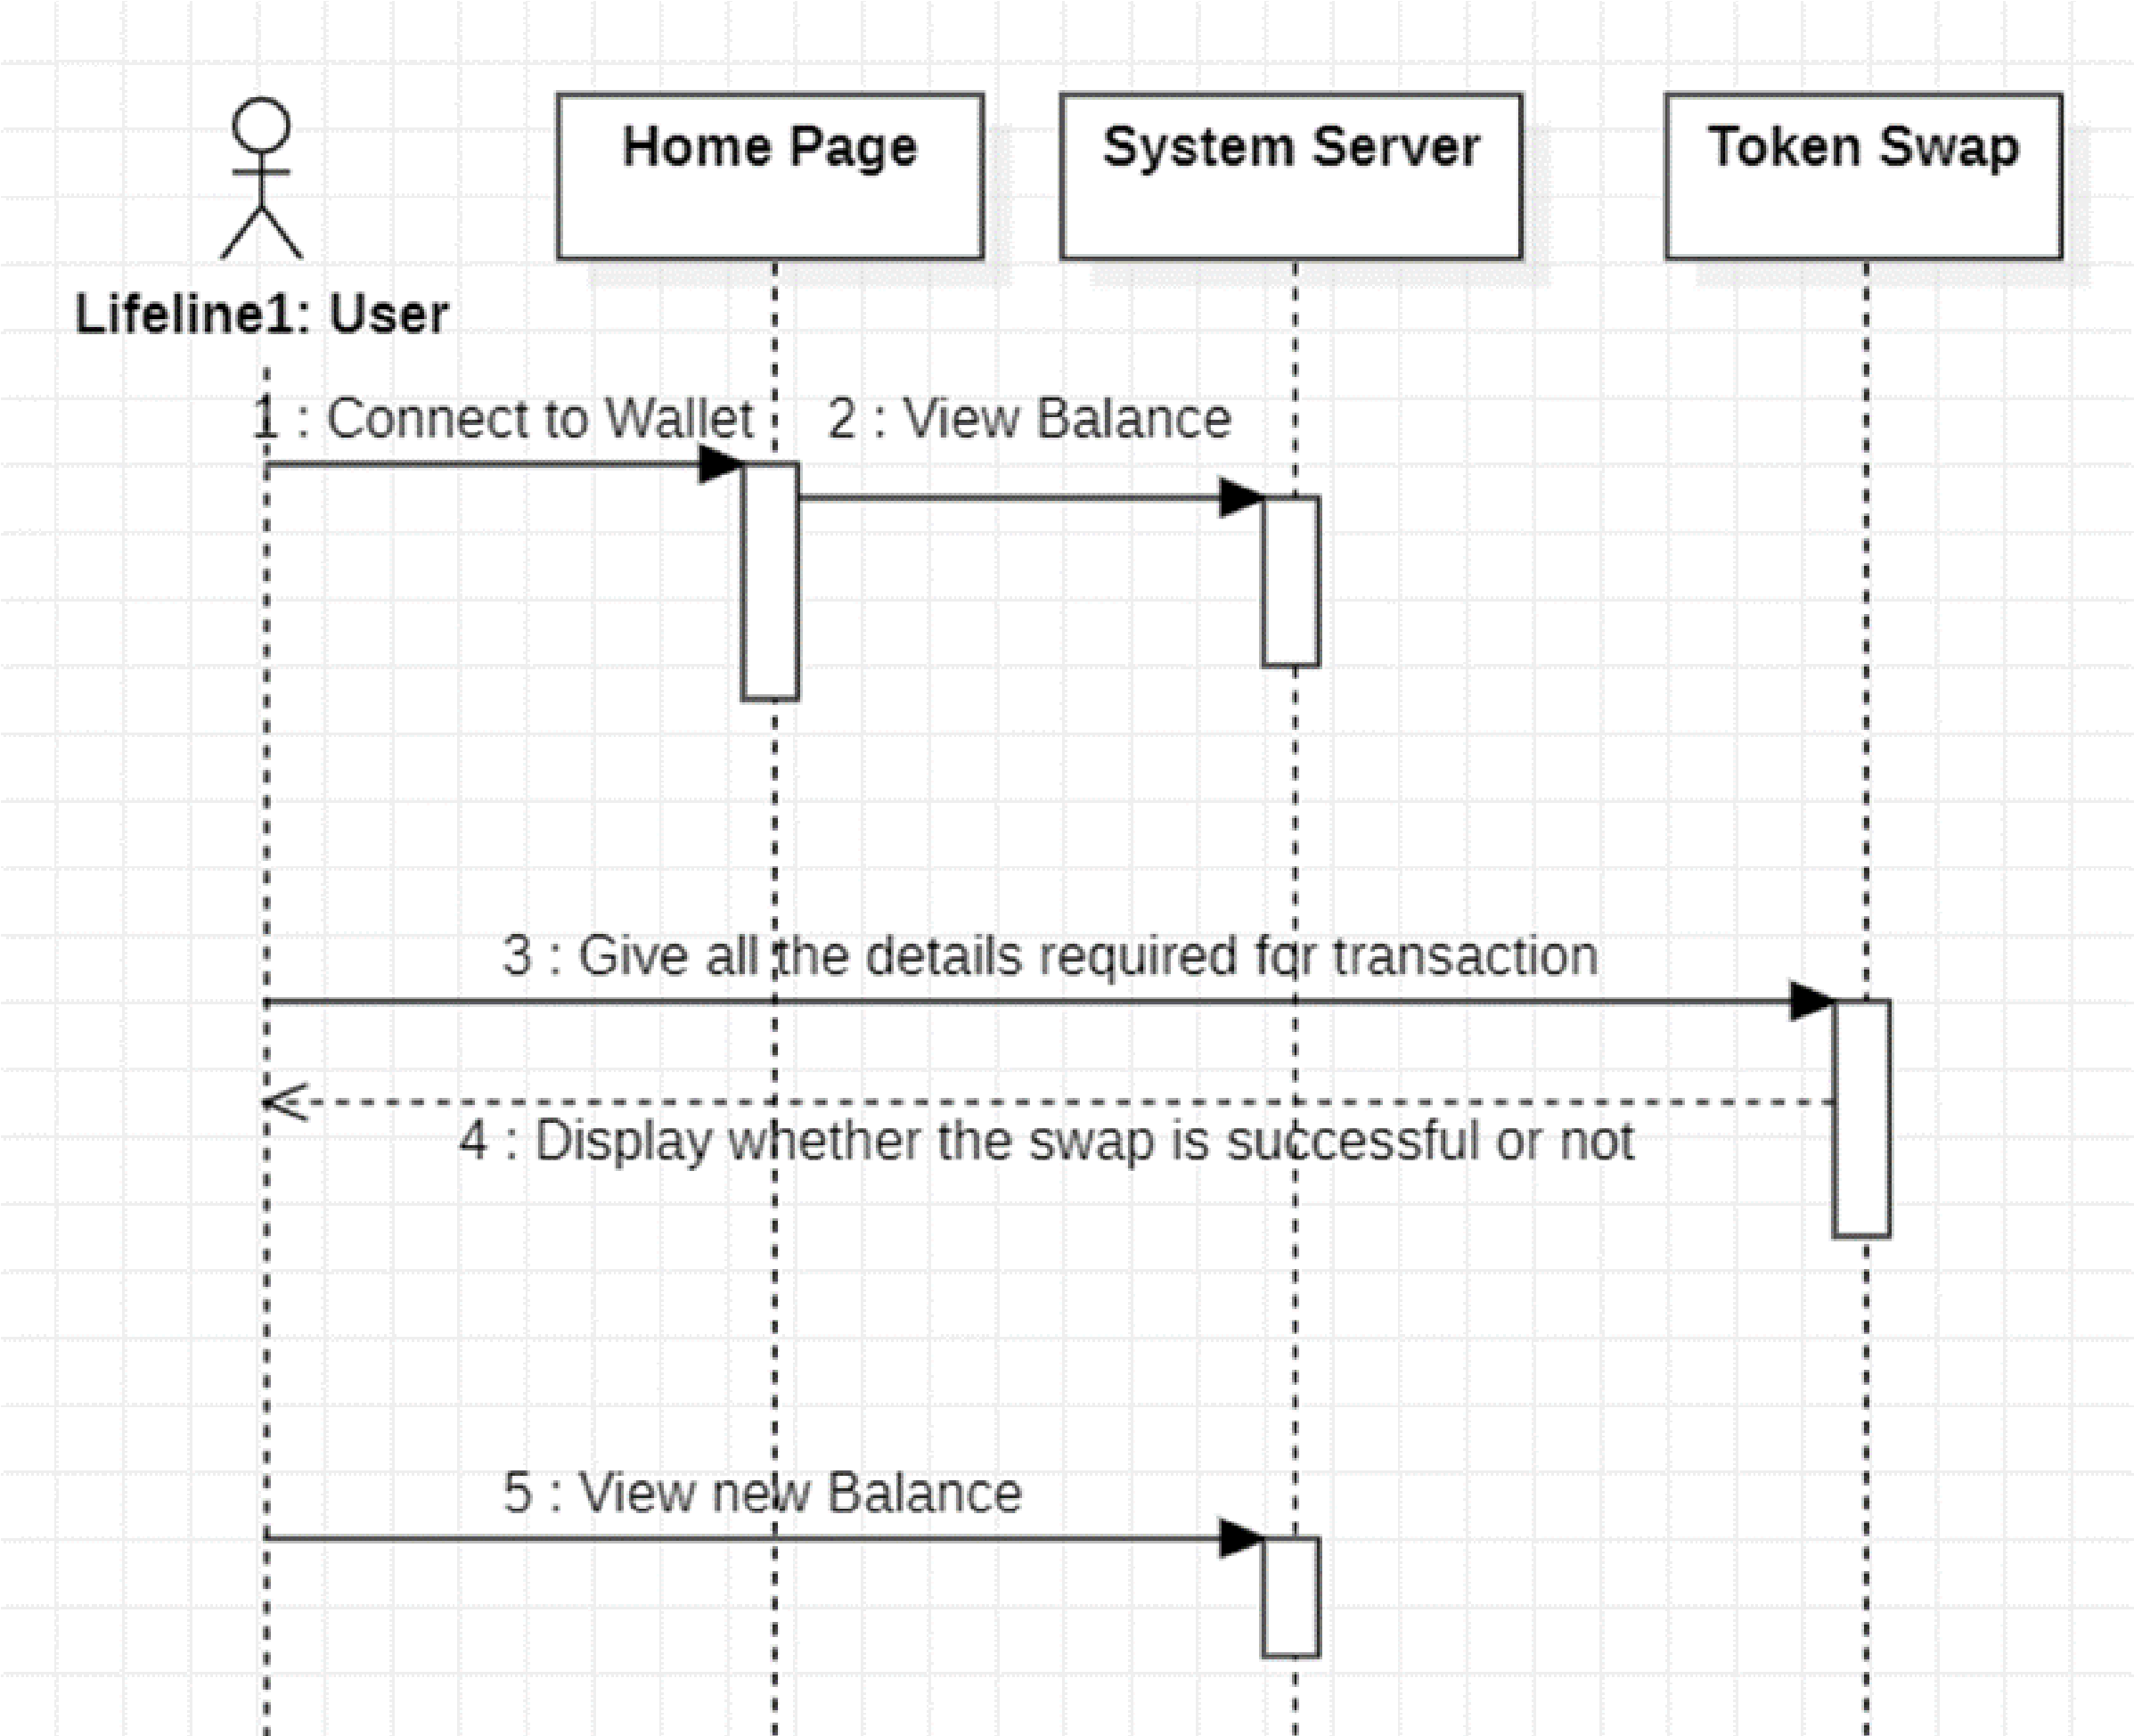 Home Page
System Server
Token Swap
Lifeline1: User
1 : Connect to Wallet
2 : View Balance
3 : Give all the details required for transaction
4 : Display whether the swap is successful or not
5 : View new Balance